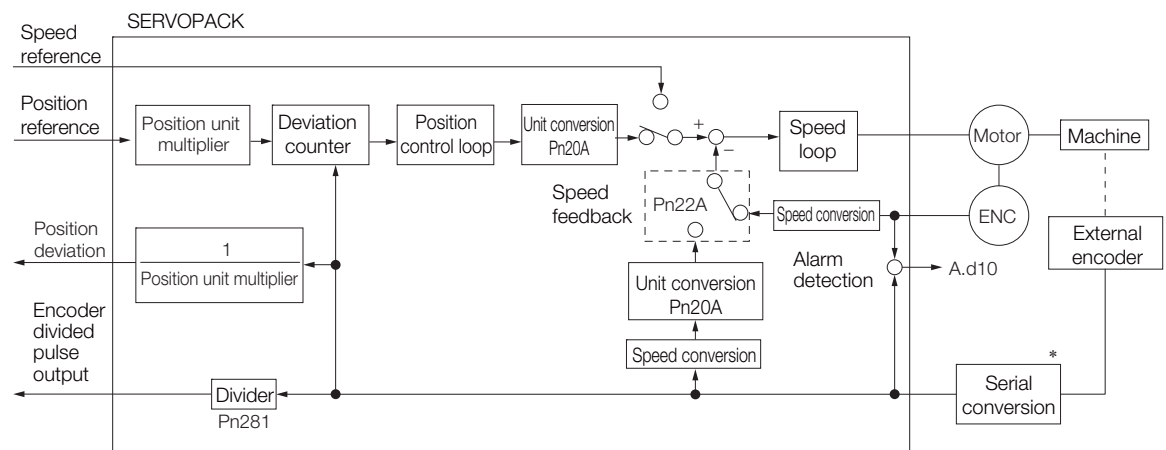 SERVOPACK
Speed
reference
Position
reference
Position unit
multiplier
Deviation
counter
Position
control loop
Unit conversion
Pn20A
+
−
Speed
loop
Motor
Machine
Speed
feedback
Pn22A
Speed conversion
ENC
External
encoder
Position
deviation
1
Position unit multiplier
Alarm
detection
A.d10
Unit conversion
Pn20A
Encoder
divided
pulse
output
Speed conversion
*
Serial
conversion
Divider
Pn281